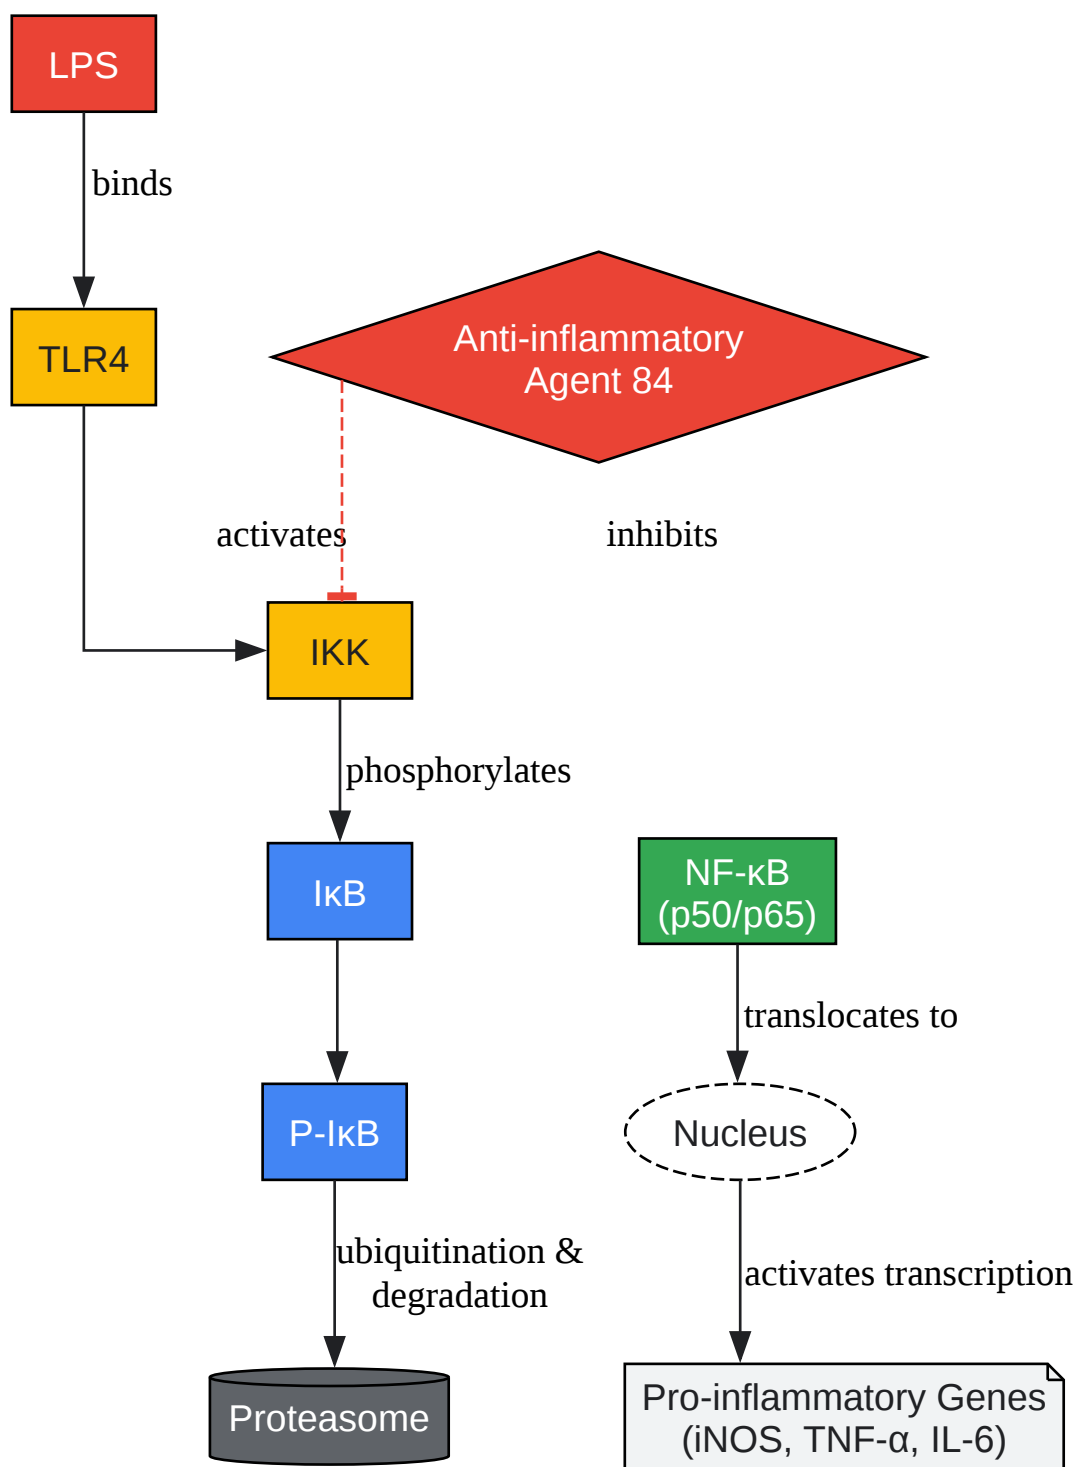 LPS
binds
TLR4
Anti-inflammatory
Agent 84
activates
inhibits
IKK
phosphorylates
IκB
NF-κB
(p50/p65)
translocates to
P-IκB
Nucleus
ubiquitination &
degradation
activates transcription
Proteasome
Pro-inflammatory Genes
(iNOS, TNF-α, IL-6)